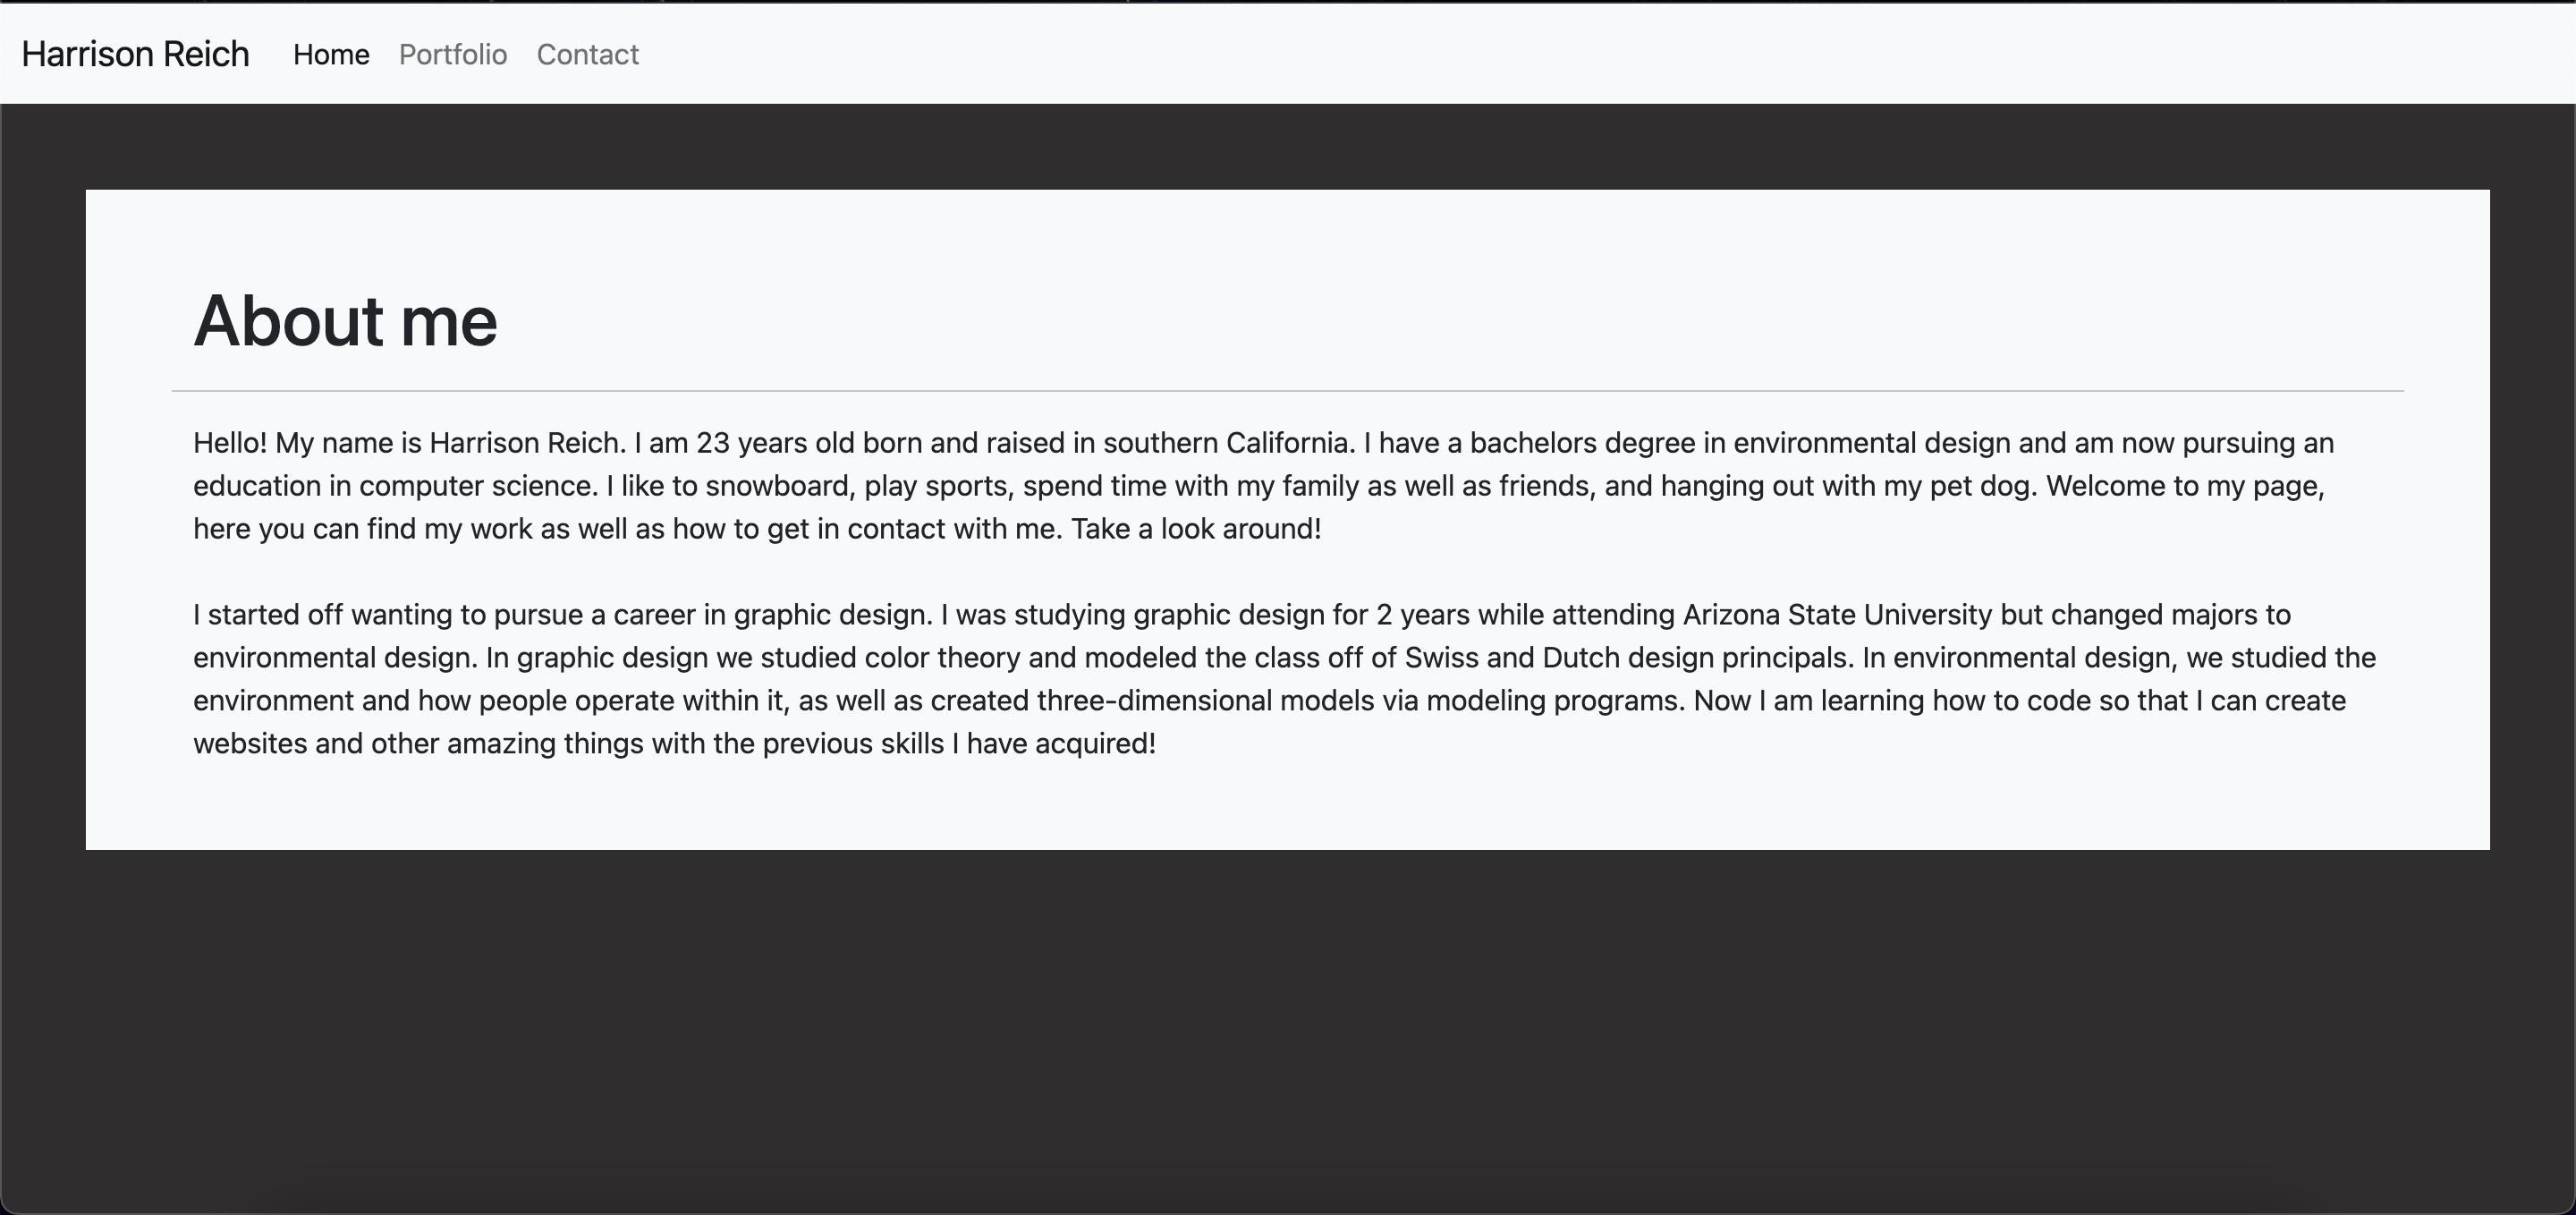 Harrison Reich Home Portfolio Contact
About me
Hello! My name is Harrison Reich. I am 23 years old born and raised in southern California. I have a bachelors degree in environmental design and am now pursuing an
education in computer science. I like to snowboard, play sports, spend time with my family as well as friends, and hanging out with my pet dog. Welcome to my page,
here you can find my work as well as how to get in contact with me. Take a look around!
I started off wanting to pursue a career in graphic design. I was studying graphic design for 2 years while attending Arizona State University but changed majors to
environmental design. In graphic design we studied color theory and modeled the class off of Swiss and Dutch design principals. In environmental design, we studied the
environment and how people operate within it, as well as created three-dimensional models via modeling programs. Now I am learning how to code so that I can create
websites and other amazing things with the previous skills I have acquired!